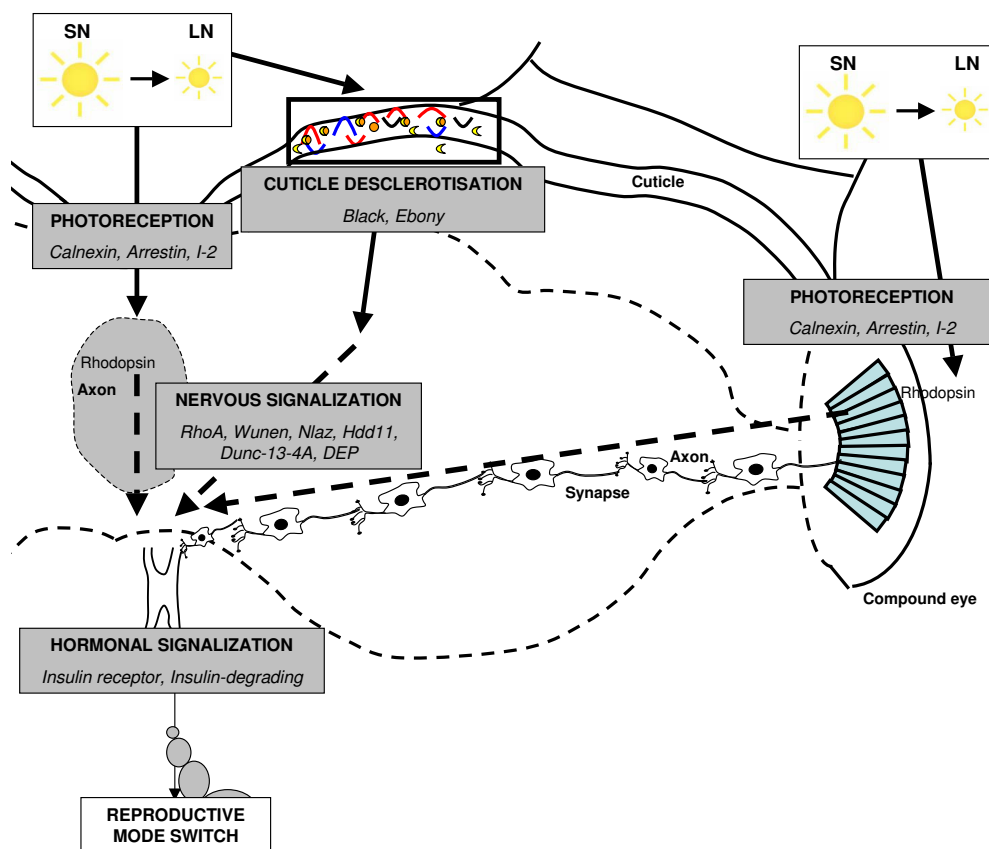 SN LN
SN LN
CUTICLE DESCLEROTISATION
Black, Ebony
Cuticle
PHOTORECEPTION
Calnexin, Arrestin, I-2
PHOTORECEPTION
Calnexin, Arrestin, I-2
Rhodopsin
Axon
Rhodopsin
NERVOUS SIGNALIZATION
RhoA, Wunen, Nlaz, Hdd11,
Dunc-13-4A, DEP
Axon
Synapse
Compound eye
HORMONAL SIGNALIZATION
Insulin receptor, Insulin-degrading
REPRODUCTIVE
MODE SWITCH